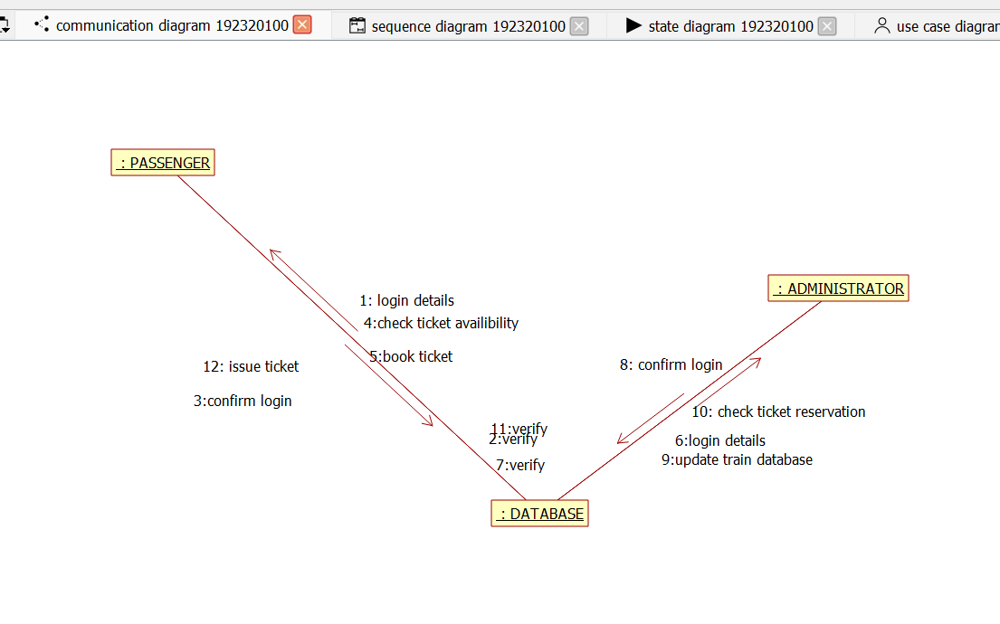 communication diagram 192320100
sequence diagram 192320100
state diagram 192320100
use case diagrar
: PASSENGER
: ADMINISTRATOR
1: login details
4:check ticket availibility
5:book ticket
12: issue ticket
3:confirm login
8: confirm login
10: check ticket reservation
11:verify
2:verify
6:login details
9:update train database
7:verify
: DATABASE